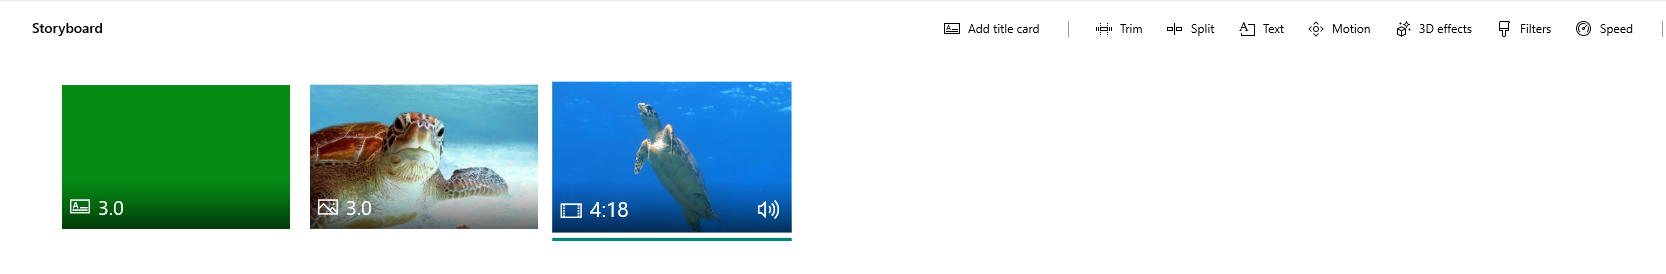 Storyboard
Add title card
Trim
Split
Text
Motion
3D effects
Filters
Speed
3.0
3.0
4:18